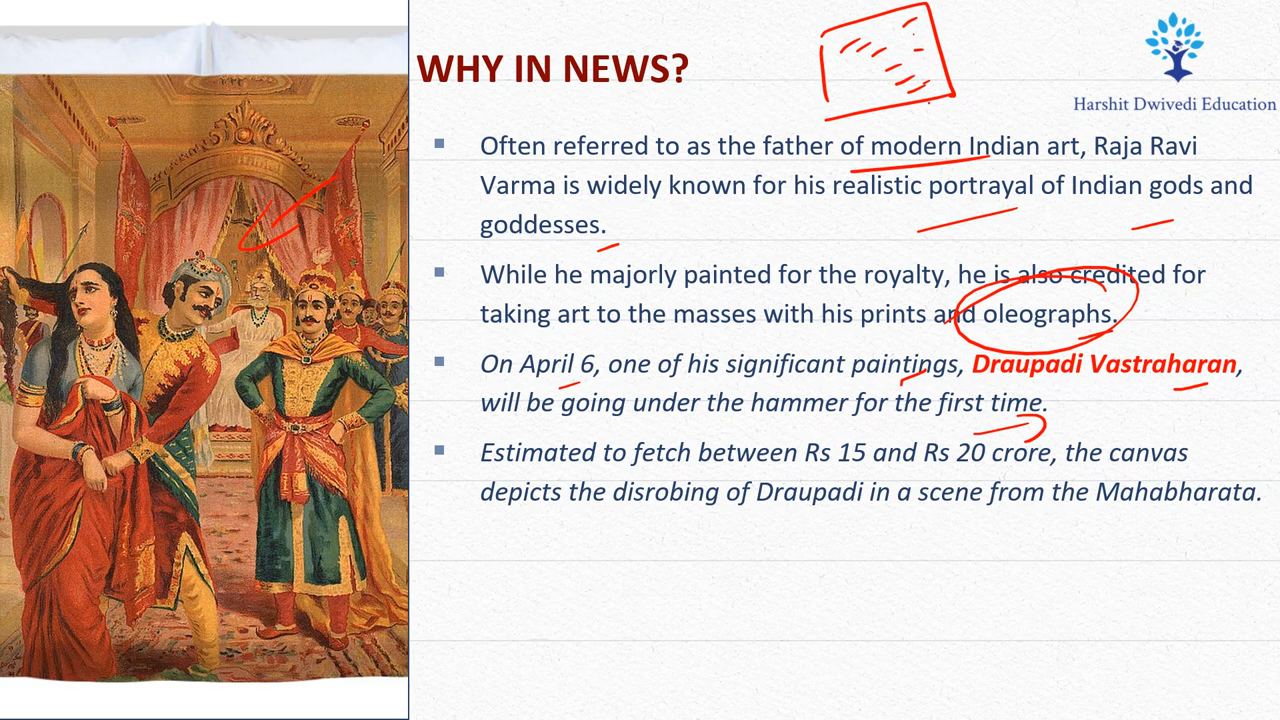 WHY IN NEWS?
Harshit Dwivedi Education
Often referred to as the father of modern Indian art, Raja Ravi
Varma is widely known for his realistic portrayal of Indian gods and
goddesses.
While he majorly painted for the royalty, he is also credited for
taking art to the masses with his prints and oleographs.
On April 6, one of his significant paintings, Draupadi Vastraharan,
will be going under the hammer for the first time.
Estimated to fetch between Rs 15 and Rs 20 crore, the canvas
depicts the disrobing of Draupadi in a scene from the Mahabharata.